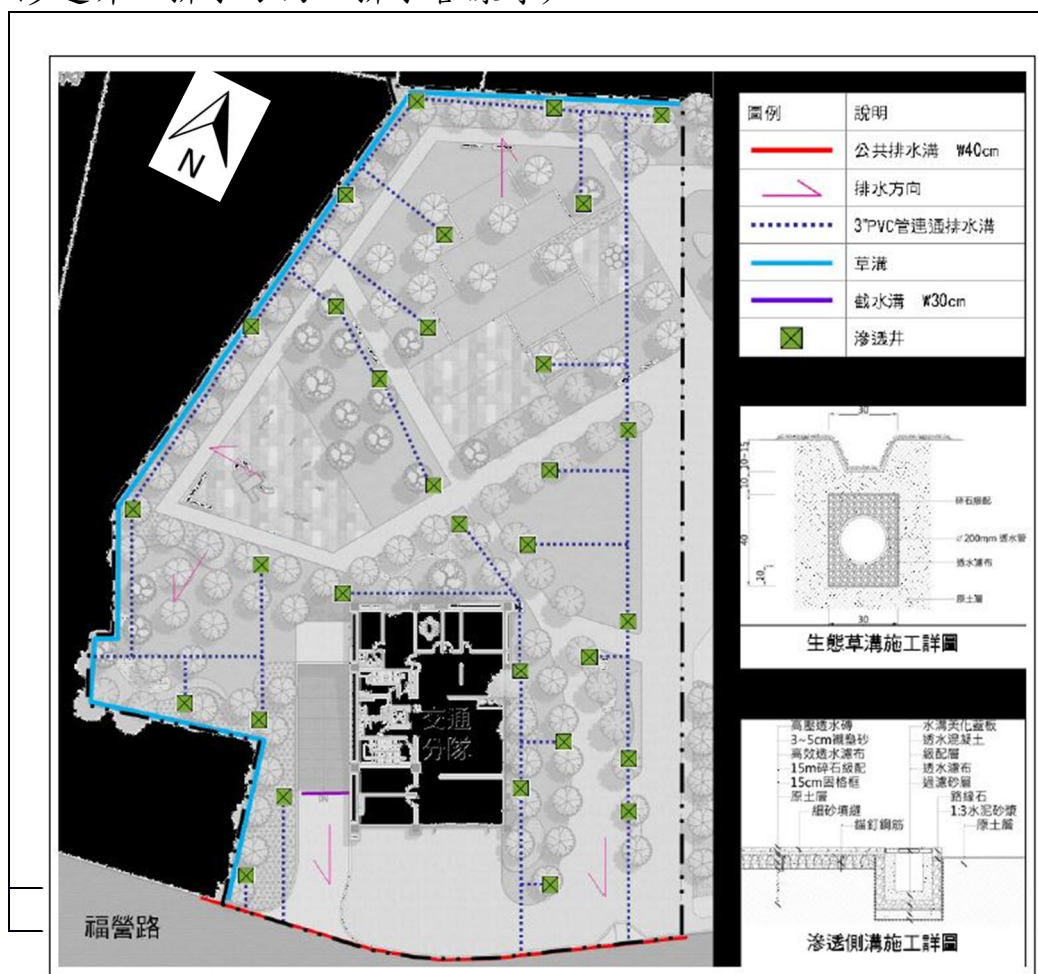 N
交通
分隊
DN
福營路
圖例 說明
公共排水溝 W40cm
排水方向
3"PVC管連通排水溝
草溝
截水溝 W30cm
滲透井
30
10~15
10
40
10
30
碎石級配
∅200mm 透水管
透水濾布
原土層
生態草溝施工詳圖
高壓透水磚
3~5cm襯墊砂
高效透水濾布
15m碎石級配
15cm固格框
原土層
細砂填縫
錨釘鋼筋
水溝美化蓋板
透水混凝土
級配層
透水濾布
過濾砂層
路緣石
1:3水泥砂漿
原土層
滲透側溝施工詳圖